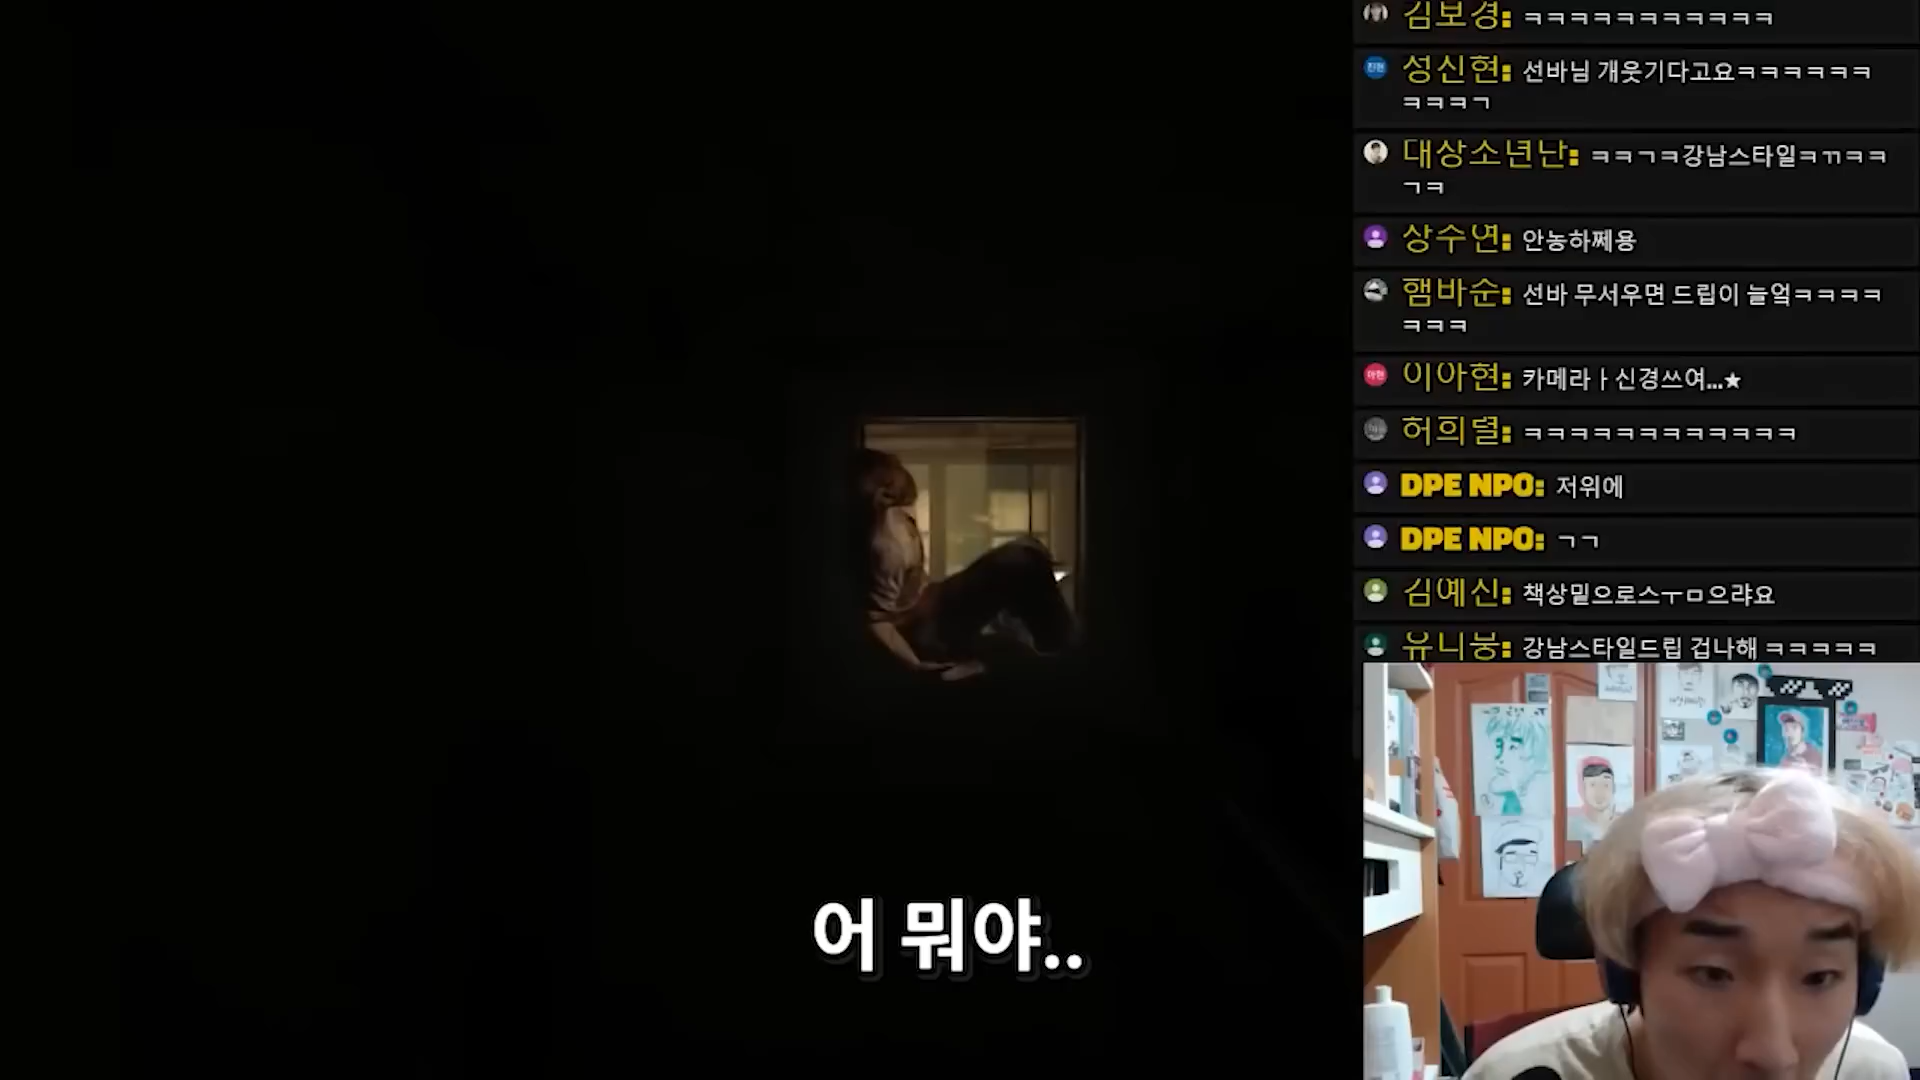 김보경: ㅋㅋㅋㅋㅋㅋㅋㅋㅋㅋㅋ
성신현: 선바님 개웃기다고요ㅋㅋㅋㅋㅋㅋ
ㅋㅋㅋㄱ
대상소년난: ㅋㅋㄱㅋ강남스타일ㅋㄲㅋㅋ
ㄱㅋ
상수연: 안농하쩨용
햄바순: 선바 무서우면 드립이 늘엌ㅋㅋㅋㅋ
ㅋㅋㅋ
이아현: 카메라ㅏ신경쓰여...★
허희렬: ㅋㅋㅋㅋㅋㅋㅋㅋㅋㅋㅋㅋ
DPE NPO: 저위에
DPE NPO: ㄱㄱ
김예신: 책상밑으로스ㅜㅁ으랴요
유니붕: 강남스타일드립 겁나해 ㅋㅋㅋㅋㅋ
어 뭐야..